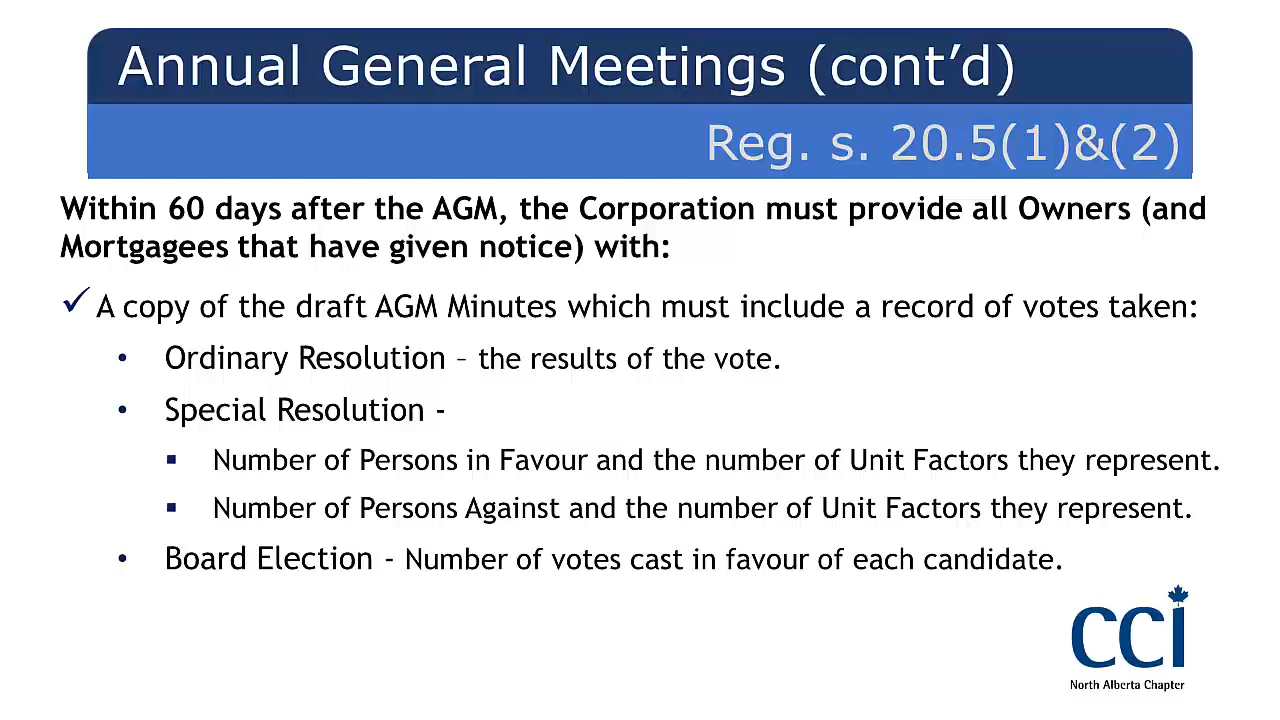 Annual General Meetings (cont’d)
Reg. s. 20.5(1)&(2)
Within 60 days after the AGM, the Corporation must provide all Owners (and
Mortgagees that have given notice) with:
✓ A copy of the draft AGM Minutes which must include a record of votes taken:
• Ordinary Resolution – the results of the vote.
• Special Resolution -
▪ Number of Persons in Favour and the number of Unit Factors they represent.
▪ Number of Persons Against and the number of Unit Factors they represent.
• Board Election - Number of votes cast in favour of each candidate.
CCI
North Alberta Chapter